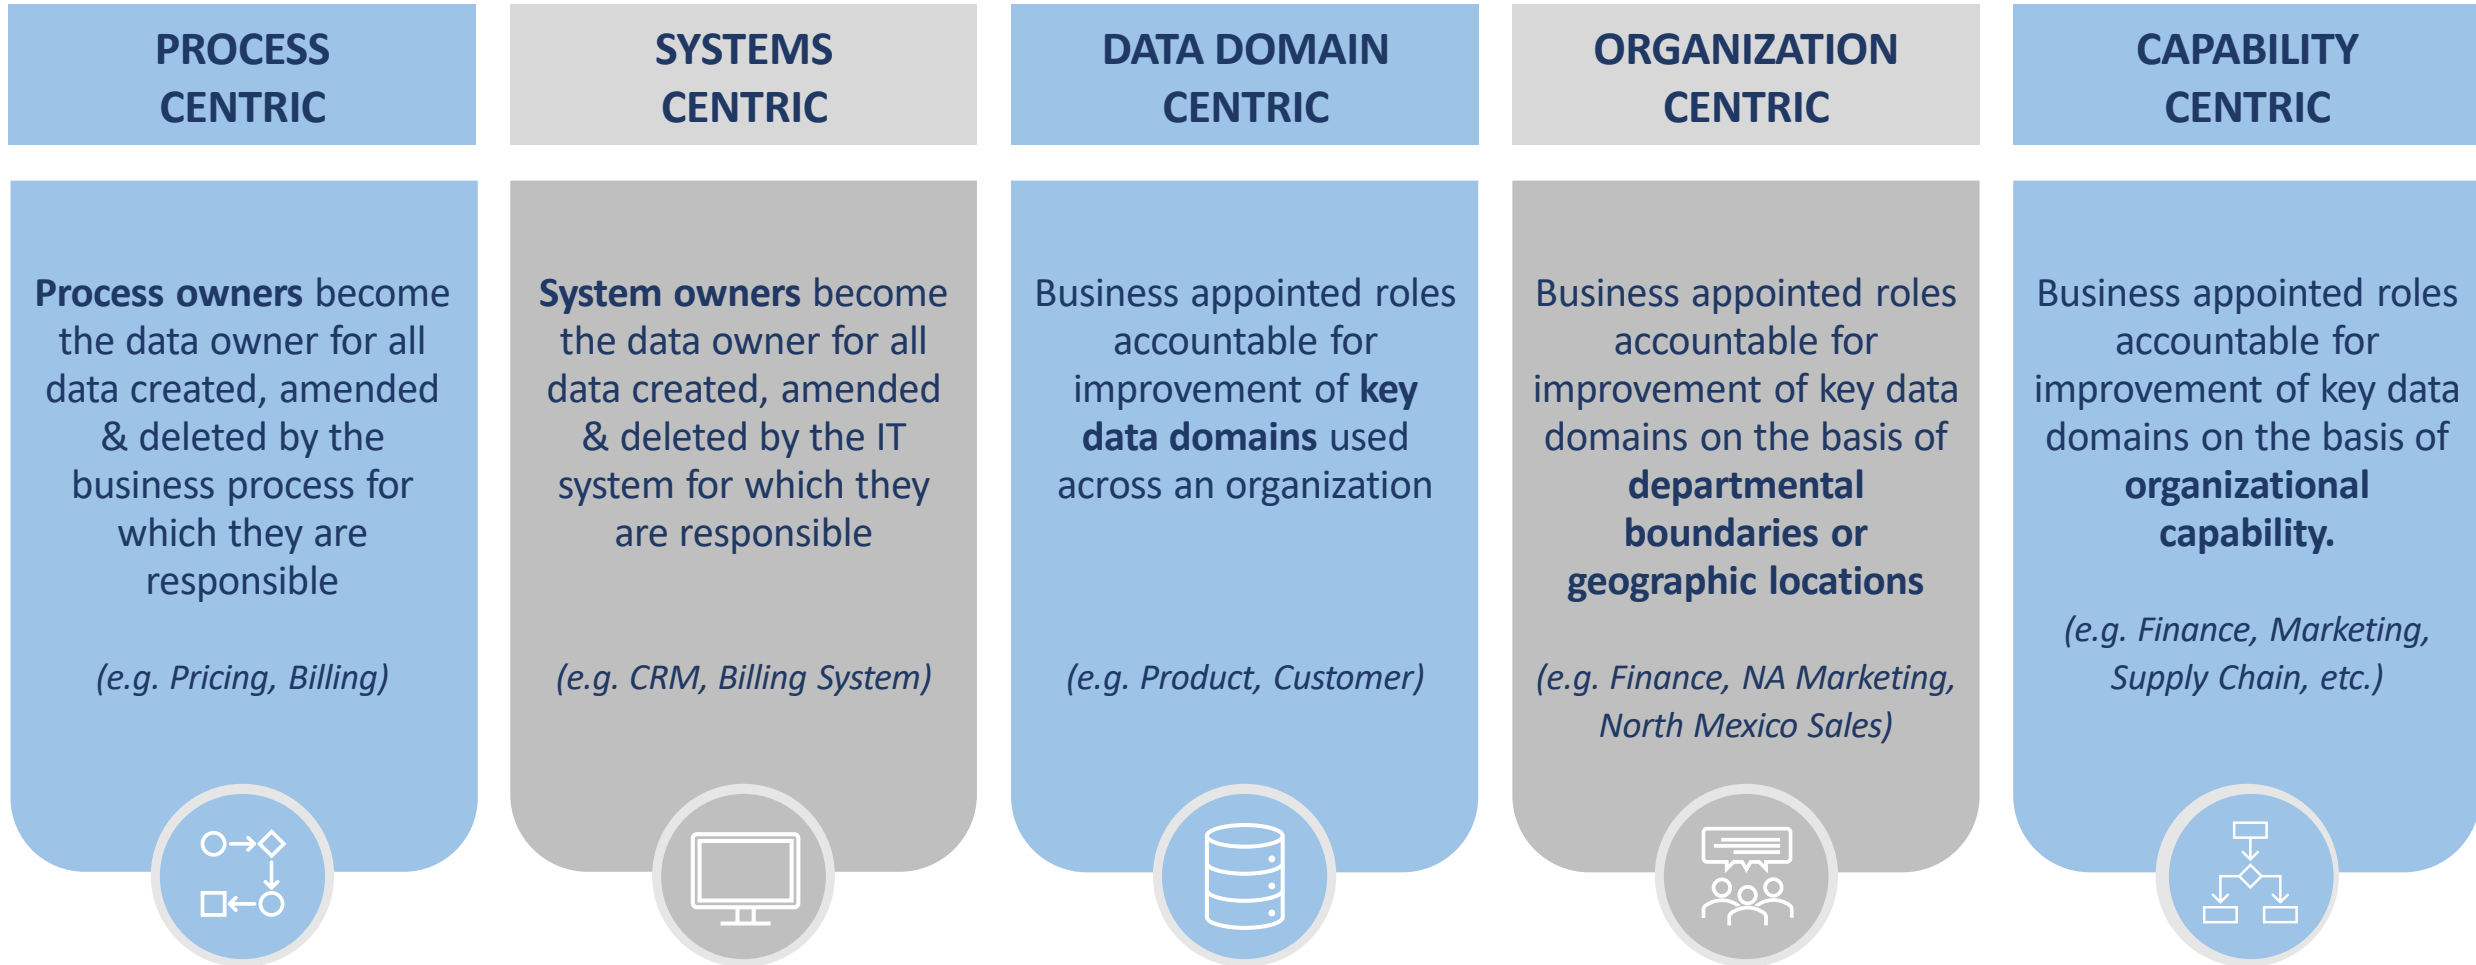 PROCESS
CENTRIC
Process owners become
the data owner for all
data created, amended
& deleted by the
business process for
which they are
responsible
(e.g. Pricing, Billing)
SYSTEMS
CENTRIC
System owners become
the data owner for all
data created, amended
& deleted by the IT
system for which they
are responsible
(e.g. CRM, Billing System)
DATA DOMAIN
CENTRIC
Business appointed roles
accountable for
improvement of key
data domains used
across an organization
(e.g. Product, Customer)
ORGANIZATION
CENTRIC
Business appointed roles
accountable for
improvement of key data
domains on the basis of
departmental
boundaries or
geographic locations
(e.g. Finance, NA Marketing,
North Mexico Sales)
CAPABILITY
CENTRIC
Business appointed roles
accountable for
improvement of key data
domains on the basis of
organizational
capability.
(e.g. Finance, Marketing,
Supply Chain, etc.)